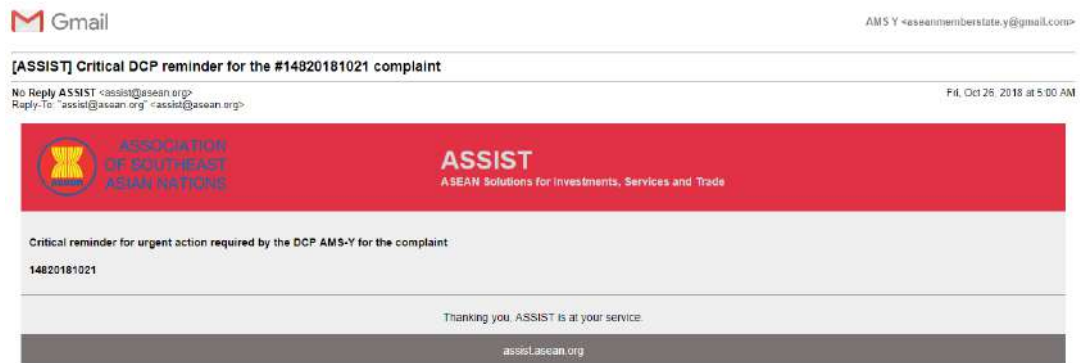 Gmail
AMS Y <aseanmemberstate.y@gmail.com>
[ASSIST] Critical DCP reminder for the #14820181021 complaint
No Reply ASSIST <assist@asean.org>
Fri, Oct 26, 2018 at 5:00 AM
Reply-To: "assist@asean.org" <assist@asean.org>
ASSOCIATION
OF SOUTHEAST
ASIAN NATIONS
asean
ASSIST
ASEAN Solutions for Investments, Services and Trade
Critical reminder for urgent action required by the DCP AMS-Y for the complaint
14820181021
Thanking you, ASSIST is at your service.
assist.asean.org